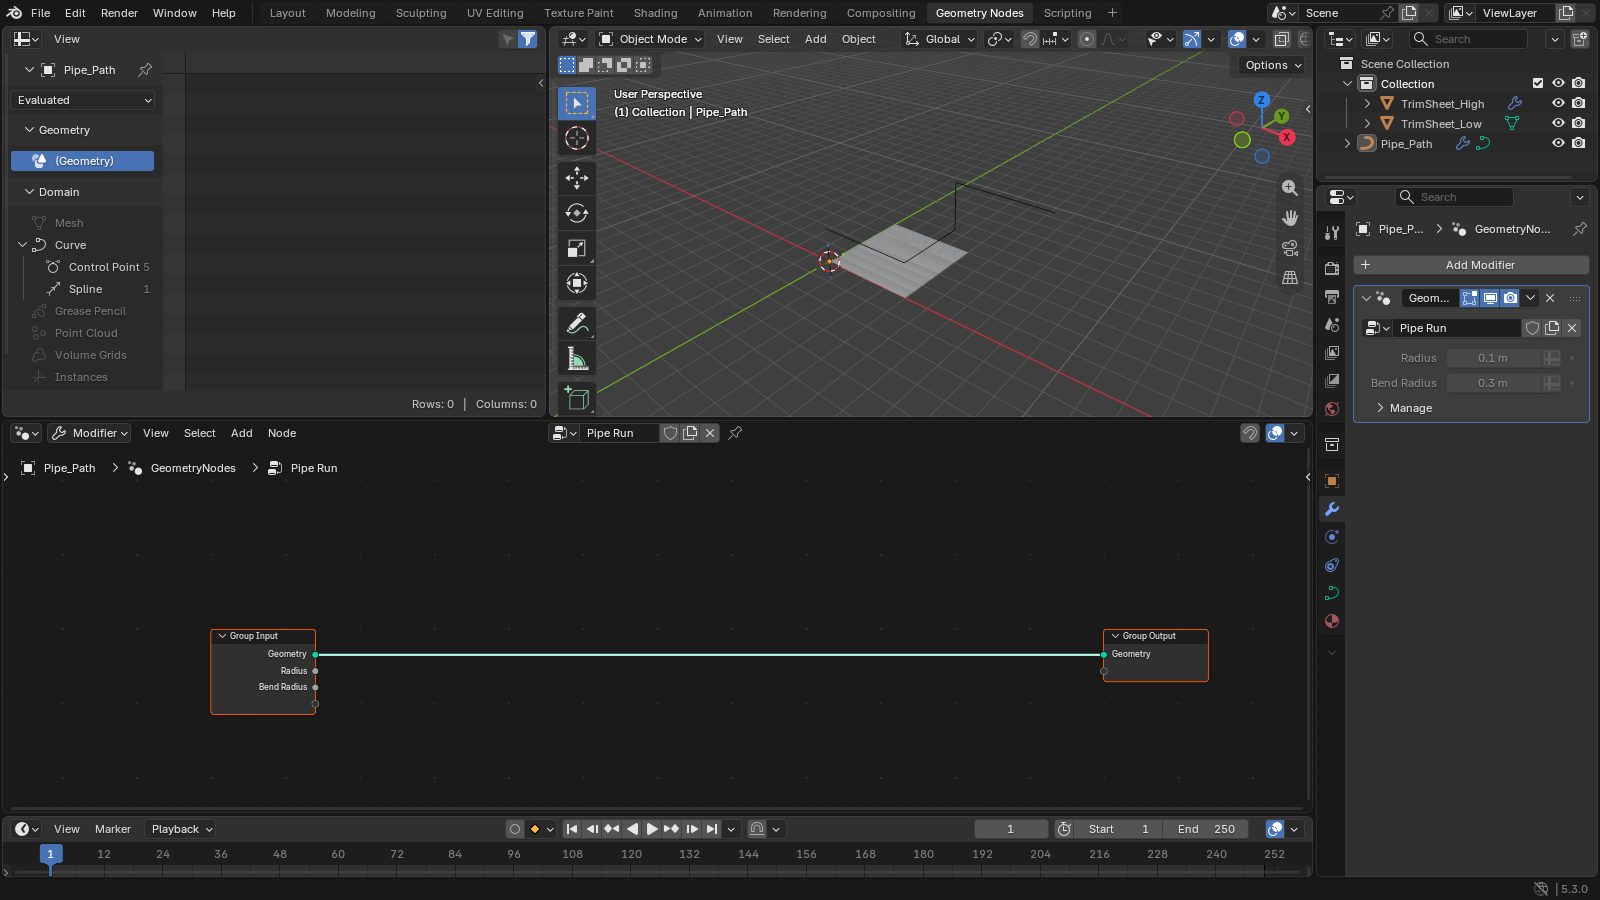 File Edit Render Window Help Layout Modeling Sculpting UV Editing Texture Paint Shading Animation Rendering Compositing Geometry Nodes Scripting Scene ViewLayer
View
Pipe_Path
Evaluated
Geometry
(Geometry)
Domain
Mesh
Curve
Control Point 5
Spline 1
Grease Pencil
Point Cloud
Volume Grids
Instances
Rows: 0 | Columns: 0
Object Mode View Select Add Object Global
Options
User Perspective
(1) Collection | Pipe_Path
Z
Y
X
Search
Scene Collection
Collection
TrimSheet_High
TrimSheet_Low
Pipe_Path
Search
Pipe_P... GeometryNo...
Add Modifier
Geom...
Pipe Run
Radius 0.1 m
Bend Radius 0.3 m
Manage
Modifier View Select Add Node Pipe Run
Pipe_Path GeometryNodes Pipe Run
Group Input
Geometry
Radius
Bend Radius
Group Output
Geometry
View Marker Playback 1 Start 1 End 250
1 12 24 36 48 60 72 84 96 108 120 132 144 156 168 180 192 204 216 228 240 252
5.3.0